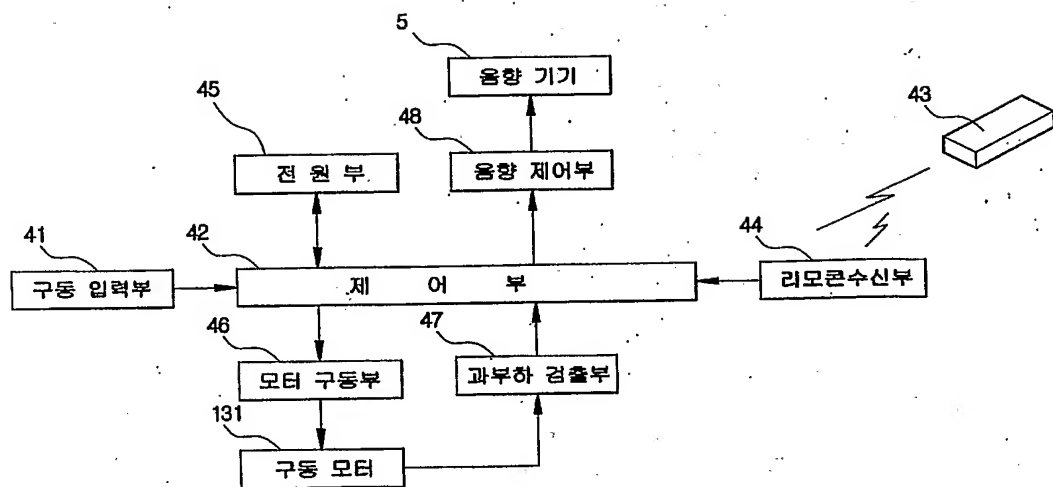 5
음향 기기
45
48
43
전 원 부
음향 제어부
41
42
44
구동 입력부
제 어 부
리모콘수신부
46
47
모터 구동부
과부하 검출부
131
구동 모터